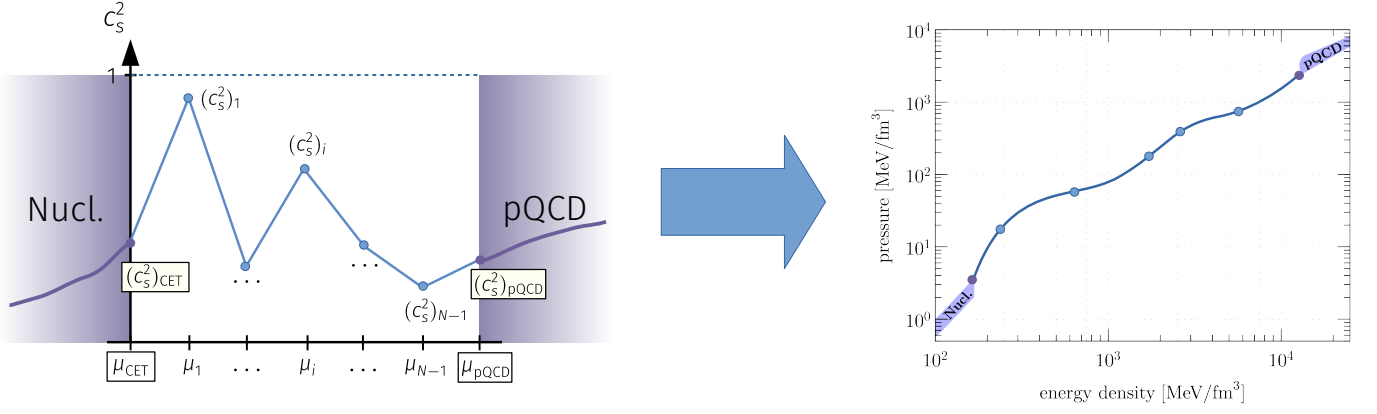 c_s^2
1
(c_s^2)_1
(c_s^2)_i
Nucl.
pQCD
(c_s^2)_CET
...
...
(c_s^2)_pQCD
(c_s^2)_{N−1}
μ_CET μ_1 ... μ_i ... μ_{N−1} μ_pQCD
10^4
pQCD
10^3
pressure [MeV/fm^3]
10^2
10^1
Nucl.
10^0
10^2 10^3 10^4
energy density [MeV/fm^3]